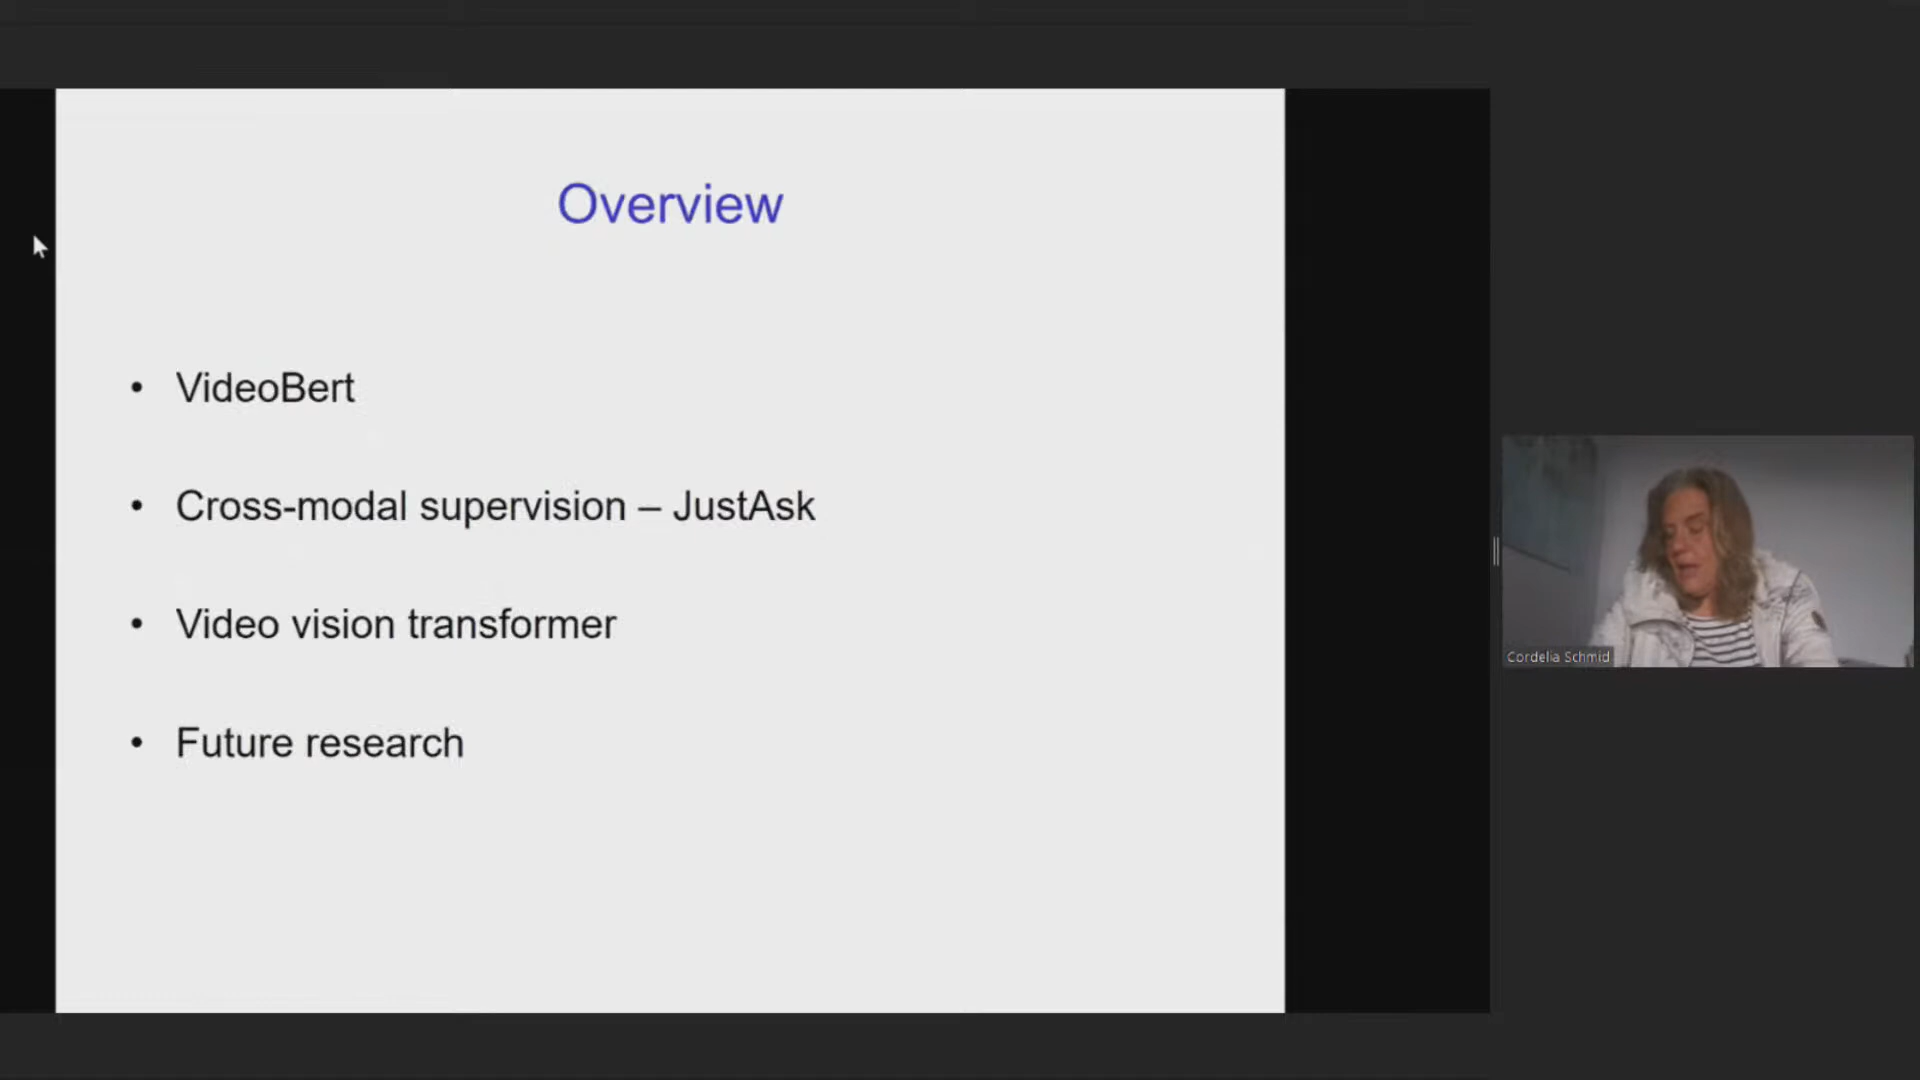 Overview
• VideoBert
• Cross-modal supervision – JustAsk
• Video vision transformer
• Future research
Cordelia Schmid